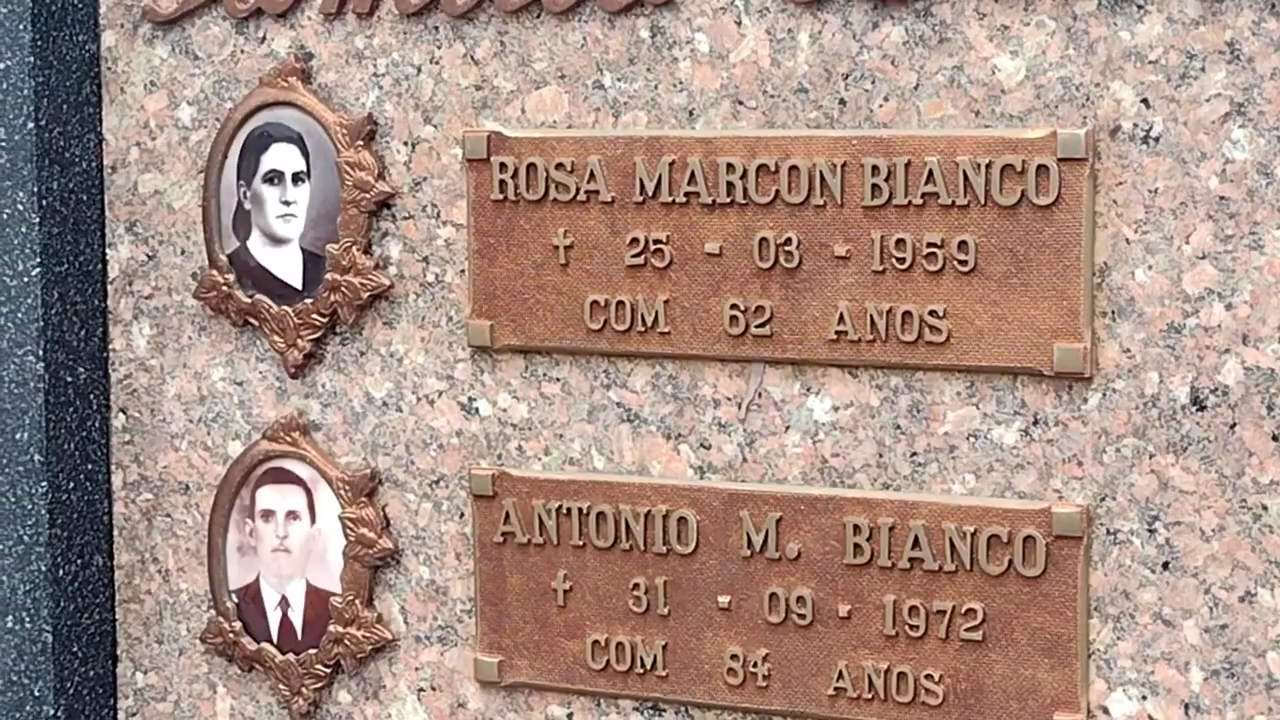 ROSA MARCON BIANCO
† 25 - 03 - 1959
COM 62 ANOS
ANTONIO M. BIANCO
† 31 - 09 - 1972
COM 84 ANOS